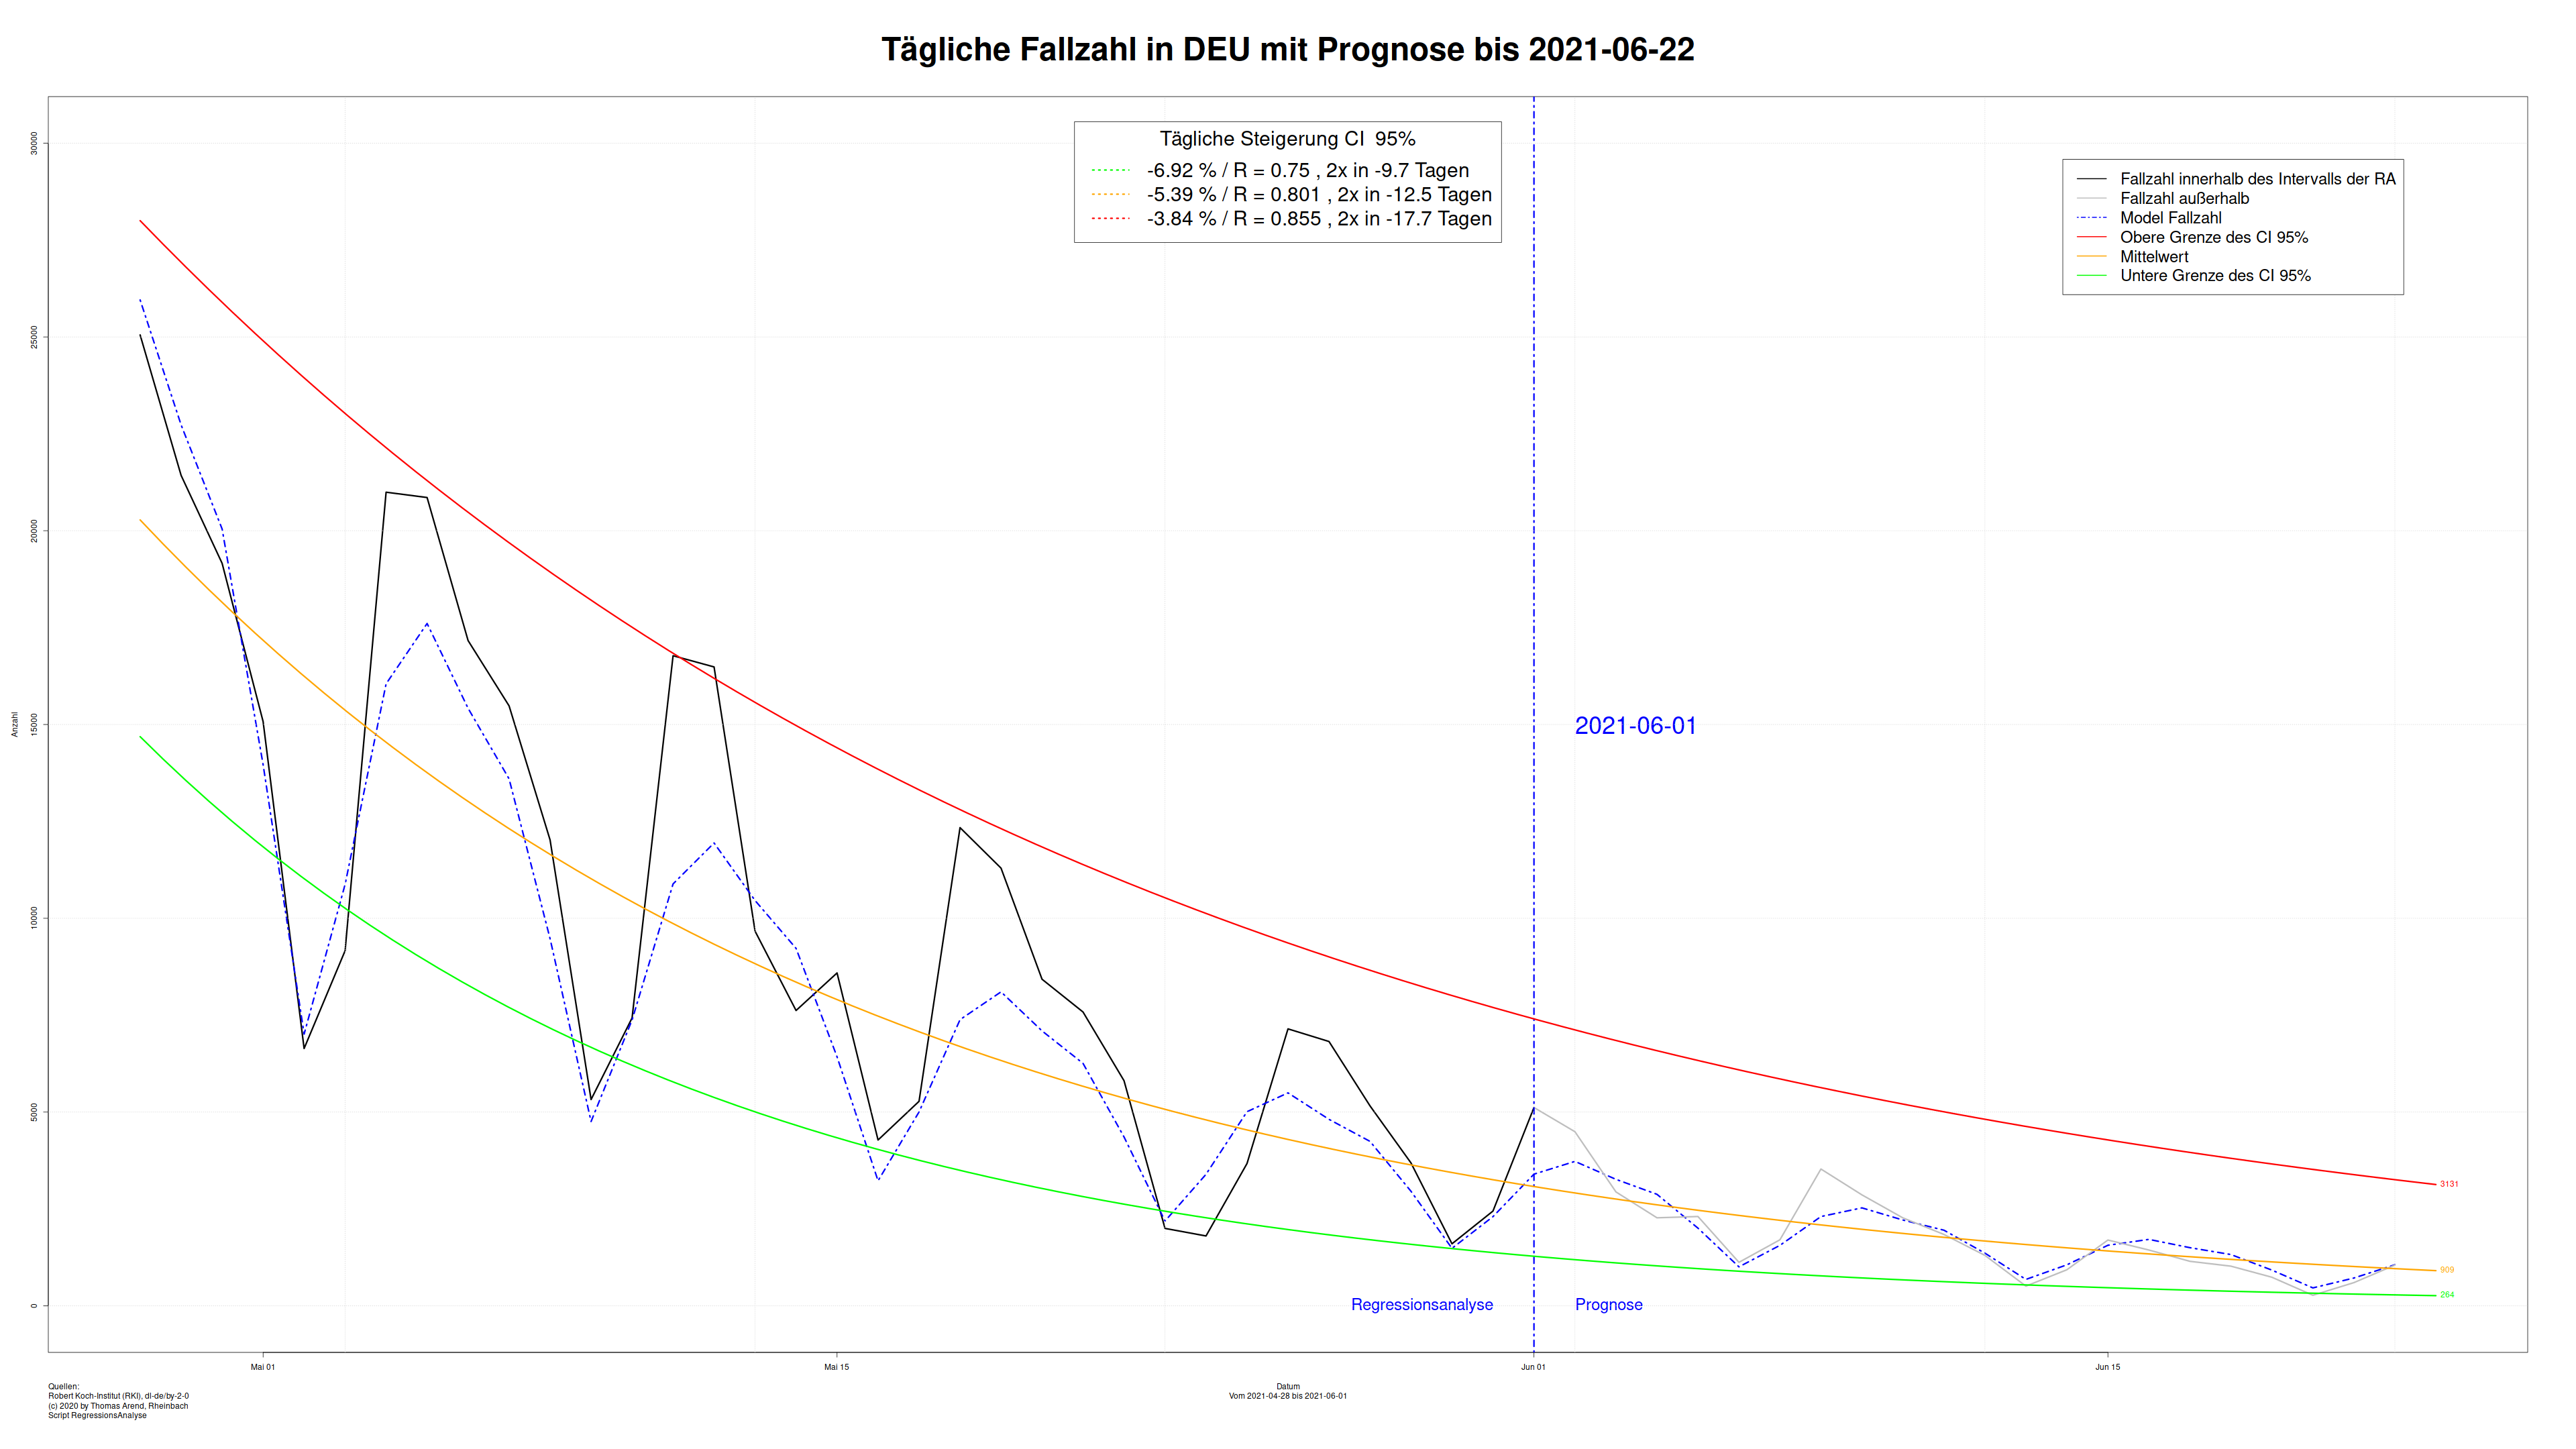 Tägliche Fallzahl in DEU mit Prognose bis 2021-06-22
Tägliche Steigerung CI  95%
-6.92 % / R = 0.75 , 2x in -9.7 Tagen
-5.39 % / R = 0.801 , 2x in -12.5 Tagen
-3.84 % / R = 0.855 , 2x in -17.7 Tagen
Fallzahl innerhalb des Intervalls der RA
Fallzahl außerhalb
Model Fallzahl
Obere Grenze des CI 95%
Mittelwert
Untere Grenze des CI 95%
30000
25000
20000
15000
10000
5000
0
Anzahl
2021-06-01
3131
909
264
Regressionsanalyse
Prognose
Mai 01
Mai 15
Jun 01
Jun 15
Datum
Vom 2021-04-28 bis 2021-06-01
Quellen:
Robert Koch-Institut (RKI), dl-de/by-2-0
(c) 2020 by Thomas Arend, Rheinbach
Script RegressionsAnalyse